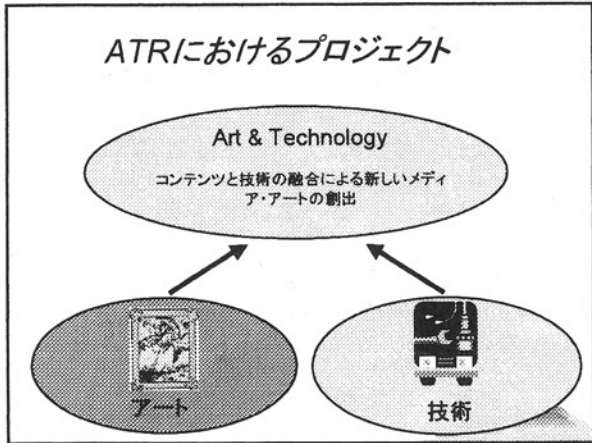 ATRにおけるプロジェクト
Art & Technology
コンテンツと技術の融合による新しいメディ
ア・アートの創出
アート
技術